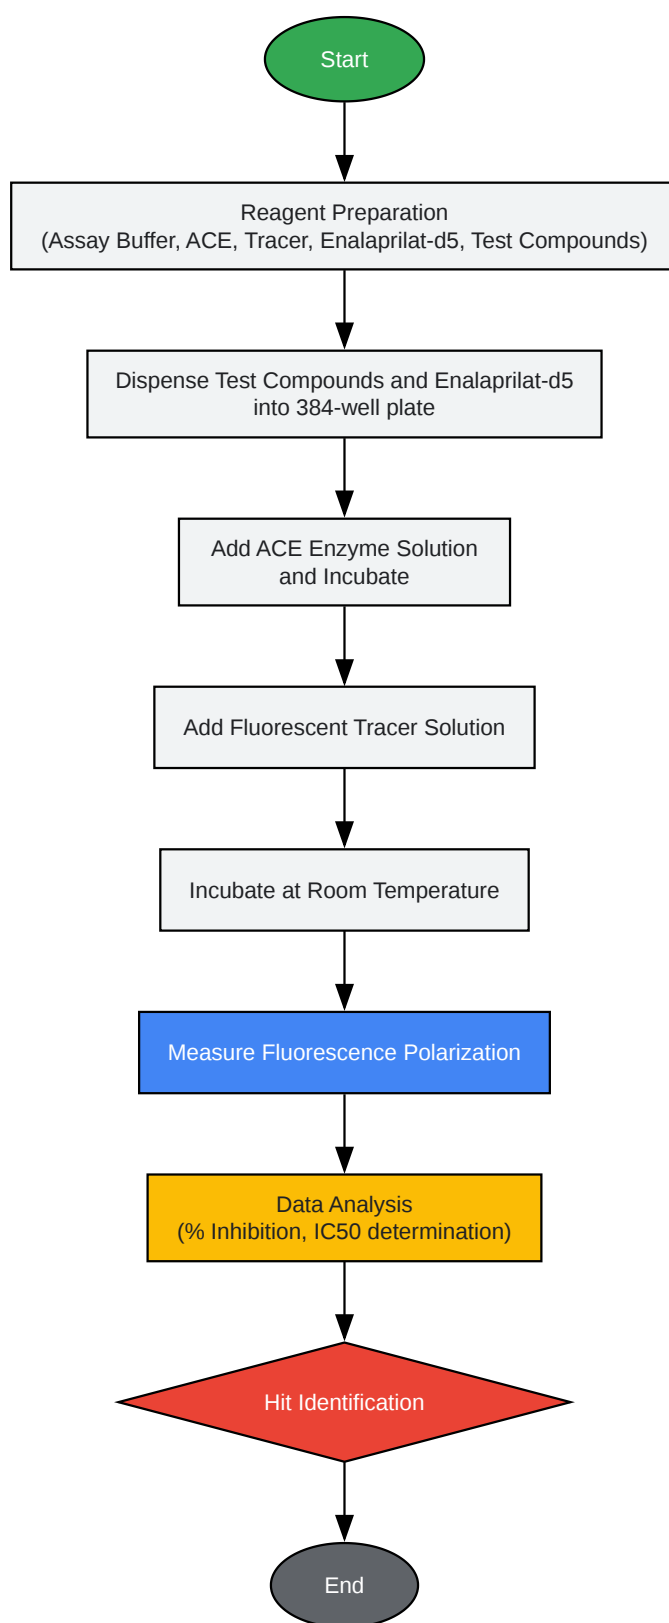 Start
Reagent Preparation
(Assay Buffer, ACE, Tracer, Enalaprilat-d5, Test Compounds)
Dispense Test Compounds and Enalaprilat-d5
into 384-well plate
Add ACE Enzyme Solution
and Incubate
Add Fluorescent Tracer Solution
Incubate at Room Temperature
Measure Fluorescence Polarization
Data Analysis
(% Inhibition, IC50 determination)
Hit Identification
End